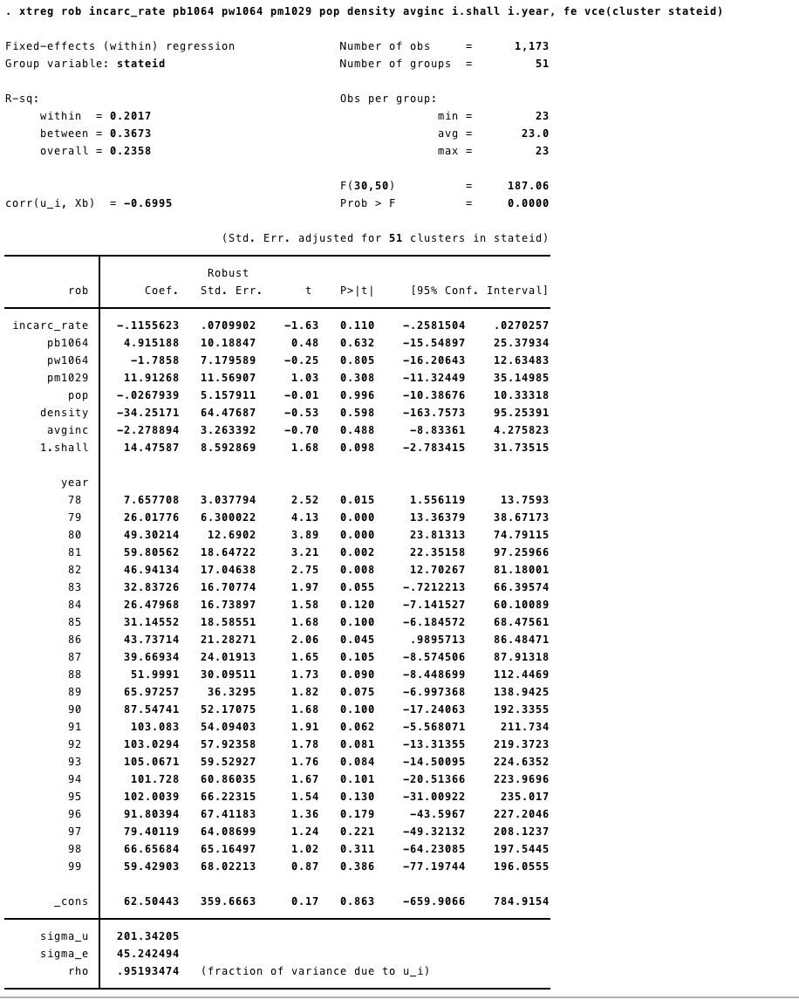 . xtreg rob incarc_rate pb1064 pw1064 pm1029 pop density avginc i.shall i.year, fe vce(cluster stateid)
Fixed-effects (within) regression Number of obs = 1,173
Group variable: stateid Number of groups = 51
R-sq: Obs per group:
within = 0.2017 min = 23
between = 0.3673 avg = 23.0
overall = 0.2358 max = 23
F(30,50) = 187.06
corr(u_i, Xb) = -0.6995 Prob > F = 0.0000
(Std. Err. adjusted for 51 clusters in stateid)
Robust
rob Coef. Std. Err. t P>|t| [95% Conf. Interval]
incarc_rate -.1155623 .0709902 -1.63 0.110 -.2581504 .0270257
pb1064 4.915188 10.18847 0.48 0.632 -15.54897 25.37934
pw1064 -1.7858 7.179589 -0.25 0.805 -16.20643 12.63483
pm1029 11.91268 11.56907 1.03 0.308 -11.32449 35.14985
pop -.0267939 5.157911 -0.01 0.996 -10.38676 10.33318
density -34.25171 64.47687 -0.53 0.598 -163.7573 95.25391
avginc -2.278894 3.263392 -0.70 0.488 -8.83361 4.275823
1.shall 14.47587 8.592869 1.68 0.098 -2.783415 31.73515
year
78 7.657708 3.037794 2.52 0.015 1.556119 13.7593
79 26.01776 6.300022 4.13 0.000 13.36379 38.67173
80 49.30214 12.6902 3.89 0.000 23.81313 74.79115
81 59.80562 18.64722 3.21 0.002 22.35158 97.25966
82 46.94134 17.04638 2.75 0.008 12.70267 81.18001
83 32.83726 16.70774 1.97 0.055 -.7212213 66.39574
84 26.47968 16.73897 1.58 0.120 -7.141527 60.10089
85 31.14552 18.58551 1.68 0.100 -6.184572 68.47561
86 43.73714 21.28271 2.06 0.045 .9895713 86.48471
87 39.66934 24.01913 1.65 0.105 -8.574506 87.91318
88 51.9991 30.09511 1.73 0.090 -8.448699 112.4469
89 65.97257 36.3295 1.82 0.075 -6.997368 138.9425
90 87.54741 52.17075 1.68 0.100 -17.24063 192.3355
91 103.083 54.09403 1.91 0.062 -5.568071 211.734
92 103.0294 57.92358 1.78 0.081 -13.31355 219.3723
93 105.0671 59.52927 1.76 0.084 -14.50095 224.6352
94 101.728 60.86035 1.67 0.101 -20.51366 223.9696
95 102.0039 66.22315 1.54 0.130 -31.00922 235.017
96 91.80394 67.41183 1.36 0.179 -43.5967 227.2046
97 79.40119 64.08699 1.24 0.221 -49.32132 208.1237
98 66.65684 65.16497 1.02 0.311 -64.23085 197.5445
99 59.42903 68.02213 0.87 0.386 -77.19744 196.0555
_cons 62.50443 359.6663 0.17 0.863 -659.9066 784.9154
sigma_u 201.34205
sigma_e 45.242494
rho .95193474 (fraction of variance due to u_i)